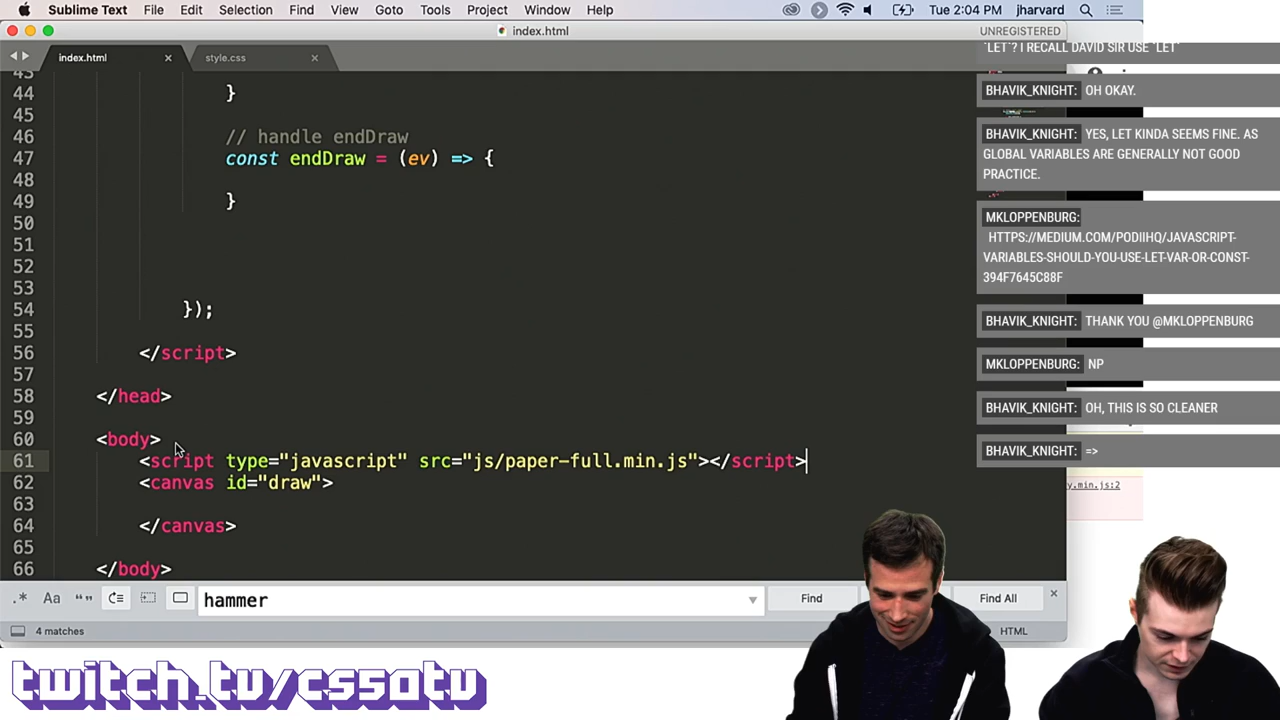 Sublime Text File Edit Selection Find View Goto Tools Project Window Help Tue 2:04 PM jharvard
index.html UNREGISTERED
index.html × style.css ×
44 }
45
46 // handle endDraw
47 const endDraw = (ev) => {
48
49 }
50
51
52
53
54 });
55
56 </script>
57
58 </head>
59
60 <body>
61 <script type="javascript" src="js/paper-full.min.js"></script>
62 <canvas id="draw">
63
64 </canvas>
65
66 </body>
.* Aa hammer Find Find All ×
4 matches HTML
`LET`? I RECALL DAVID SIR USE `LET`
BHAVIK_KNIGHT: OH OKAY.
BHAVIK_KNIGHT: YES, LET KINDA SEEMS FINE. AS
GLOBAL VARIABLES ARE GENERALLY NOT GOOD
PRACTICE.
MKLOPPENBURG:
HTTPS://MEDIUM.COM/PODIIHQ/JAVASCRIPT-
VARIABLES-SHOULD-YOU-USE-LET-VAR-OR-CONST-
394F7645C88F
BHAVIK_KNIGHT: THANK YOU @MKLOPPENBURG
MKLOPPENBURG: NP
BHAVIK_KNIGHT: OH, THIS IS SO CLEANER
BHAVIK_KNIGHT: =>
y.min.js:2
twitch.tv/cs50tv